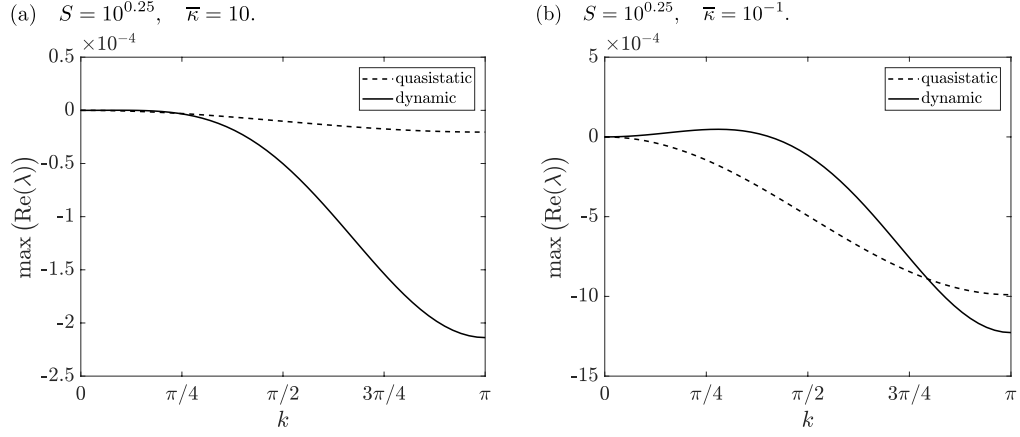 (a) S = 10^{0.25}, κ̅ = 10.
×10^{-4}
0.5
0
-0.5
-1
-1.5
-2
-2.5
max (Re(λ))
quasistatic
dynamic
0 π/4 π/2 3π/4 π
k
(b) S = 10^{0.25}, κ̅ = 10^{-1}.
×10^{-4}
5
0
-5
-10
-15
max (Re(λ))
quasistatic
dynamic
0 π/4 π/2 3π/4 π
k